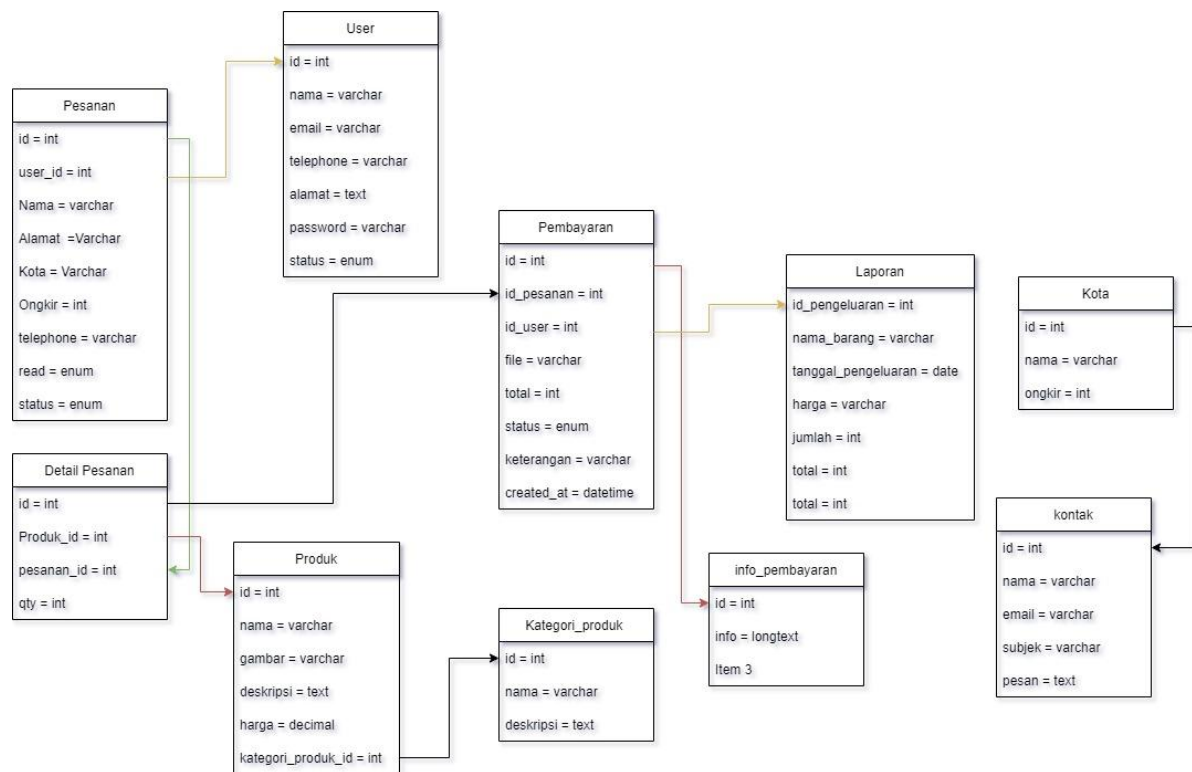 User
id = int
nama = varchar
email = varchar
telephone = varchar
alamat = text
password = varchar
status = enum
Pesanan
id = int
user_id = int
Nama = varchar
Alamat =Varchar
Kota = Varchar
Ongkir = int
telephone = varchar
read = enum
status = enum
Detail Pesanan
id = int
Produk_id = int
pesanan_id = int
qty = int
Produk
id = int
nama = varchar
gambar = varchar
deskripsi = text
harga = decimal
kategori_produk_id = int
Pembayaran
id = int
id_pesanan = int
id_user = int
file = varchar
total = int
status = enum
keterangan = varchar
created_at = datetime
Kategori_produk
id = int
nama = varchar
deskripsi = text
Laporan
id_pengeluaran = int
nama_barang = varchar
tanggal_pengeluaran = date
harga = varchar
jumlah = int
total = int
total = int
info_pembayaran
id = int
info = longtext
Item 3
Kota
id = int
nama = varchar
ongkir = int
kontak
id = int
nama = varchar
email = varchar
subjek = varchar
pesan = text